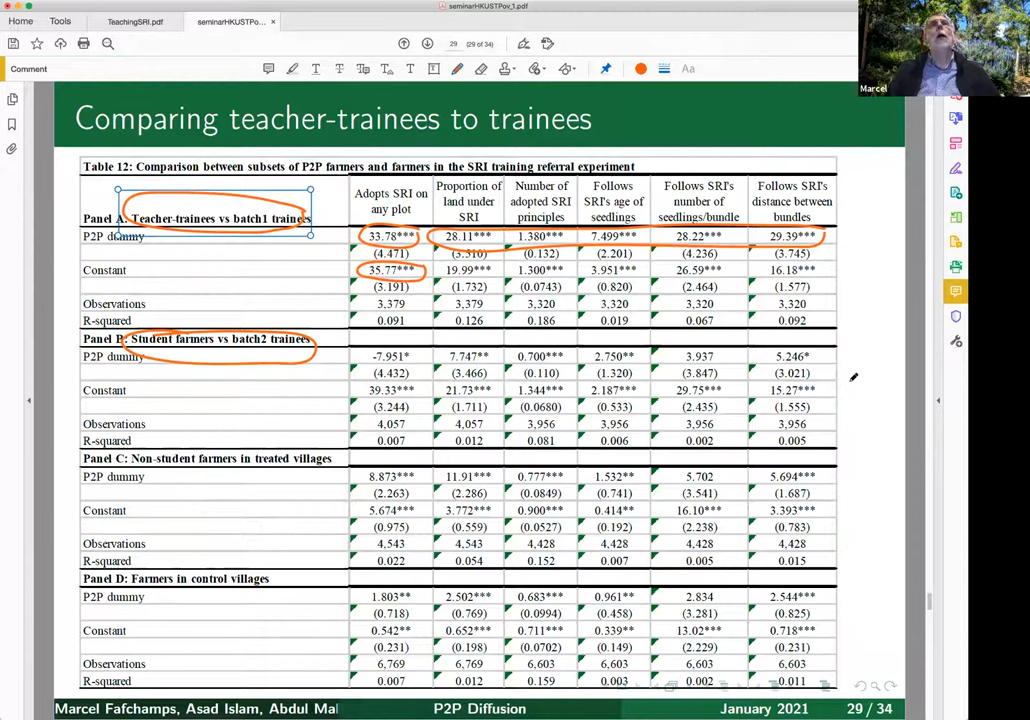 seminarHKUSTPov_1.pdf
Home Tools TeachingSRI.pdf seminarHKUSTPo... ×
29 (29 of 34)
Comment
Marcel
Comparing teacher-trainees to trainees
Table 12: Comparison between subsets of P2P farmers and farmers in the SRI training referral experiment
Panel A: Teacher-trainees vs batch1 trainees Adopts SRI on any plot Proportion of land under SRI Number of adopted SRI principles Follows SRI's age of seedlings Follows SRI's number of seedlings/bundle Follows SRI's distance between bundles
P2P dummy 33.78*** 28.11*** 1.380*** 7.499*** 28.22*** 29.39***
(4.471) (3.310) (0.132) (2.201) (4.236) (3.745)
Constant 35.77*** 19.99*** 1.300*** 3.951*** 26.59*** 16.18***
(3.191) (1.732) (0.0743) (0.820) (2.464) (1.577)
Observations 3,379 3,379 3,320 3,320 3,320 3,320
R-squared 0.091 0.126 0.186 0.019 0.067 0.092
Panel B: Student farmers vs batch2 trainees
P2P dummy -7.951* 7.747** 0.700*** 2.750** 3.937 5.246*
(4.432) (3.466) (0.110) (1.320) (3.847) (3.021)
Constant 39.33*** 21.73*** 1.344*** 2.187*** 29.75*** 15.27***
(3.244) (1.711) (0.0680) (0.533) (2.435) (1.555)
Observations 4,057 4,057 3,956 3,956 3,956 3,956
R-squared 0.007 0.012 0.081 0.006 0.002 0.005
Panel C: Non-student farmers in treated villages
P2P dummy 8.873*** 11.91*** 0.777*** 1.532** 5.702 5.694***
(2.263) (2.286) (0.0849) (0.741) (3.541) (1.687)
Constant 5.674*** 3.772*** 0.900*** 0.414** 16.10*** 3.393***
(0.975) (0.559) (0.0527) (0.192) (2.238) (0.783)
Observations 4,543 4,543 4,428 4,428 4,428 4,428
R-squared 0.022 0.054 0.152 0.007 0.005 0.015
Panel D: Farmers in control villages
P2P dummy 1.803** 2.502*** 0.683*** 0.961** 2.834 2.544***
(0.718) (0.769) (0.0994) (0.458) (3.281) (0.825)
Constant 0.542** 0.652*** 0.711*** 0.339** 13.02*** 0.718***
(0.231) (0.198) (0.0702) (0.149) (2.229) (0.231)
Observations 6,769 6,769 6,603 6,603 6,603 6,603
R-squared 0.007 0.012 0.159 0.003 0.002 0.011
Marcel Fafchamps, Asad Islam, Abdul Mal P2P Diffusion January 2021 29 / 34